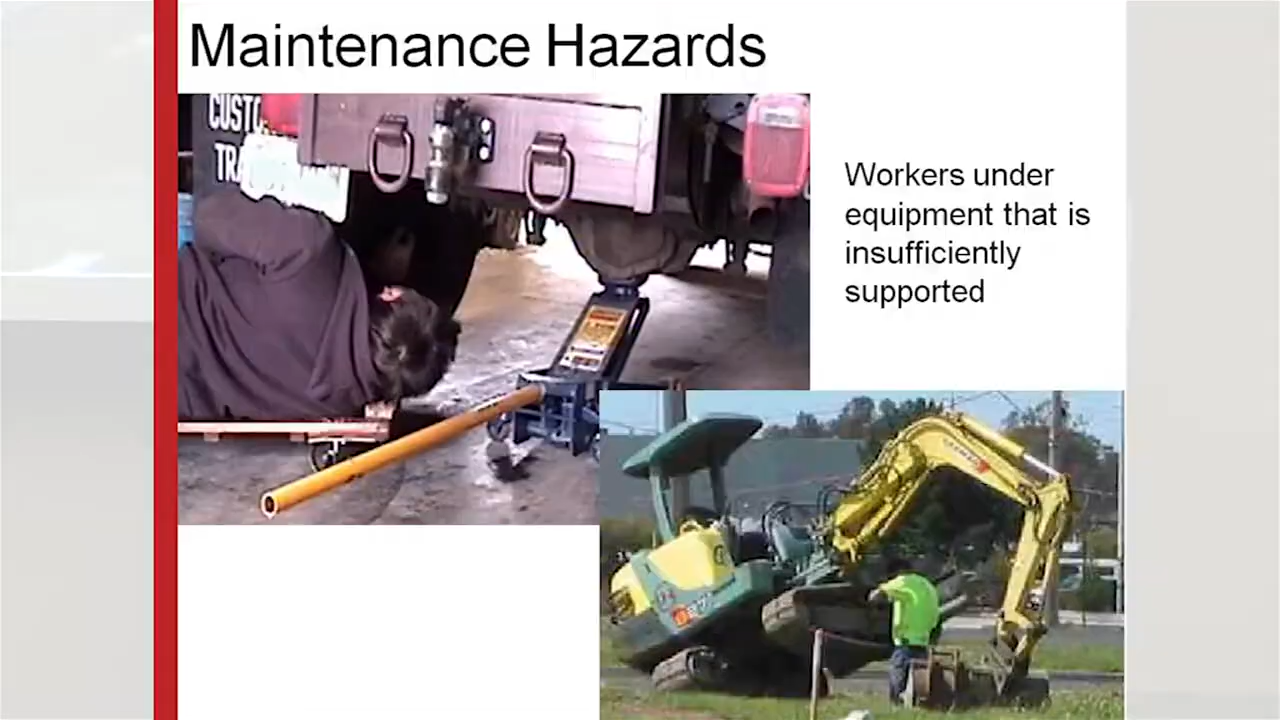 Maintenance Hazards
CUSTO
TRA
Workers under
equipment that is
insufficiently
supported